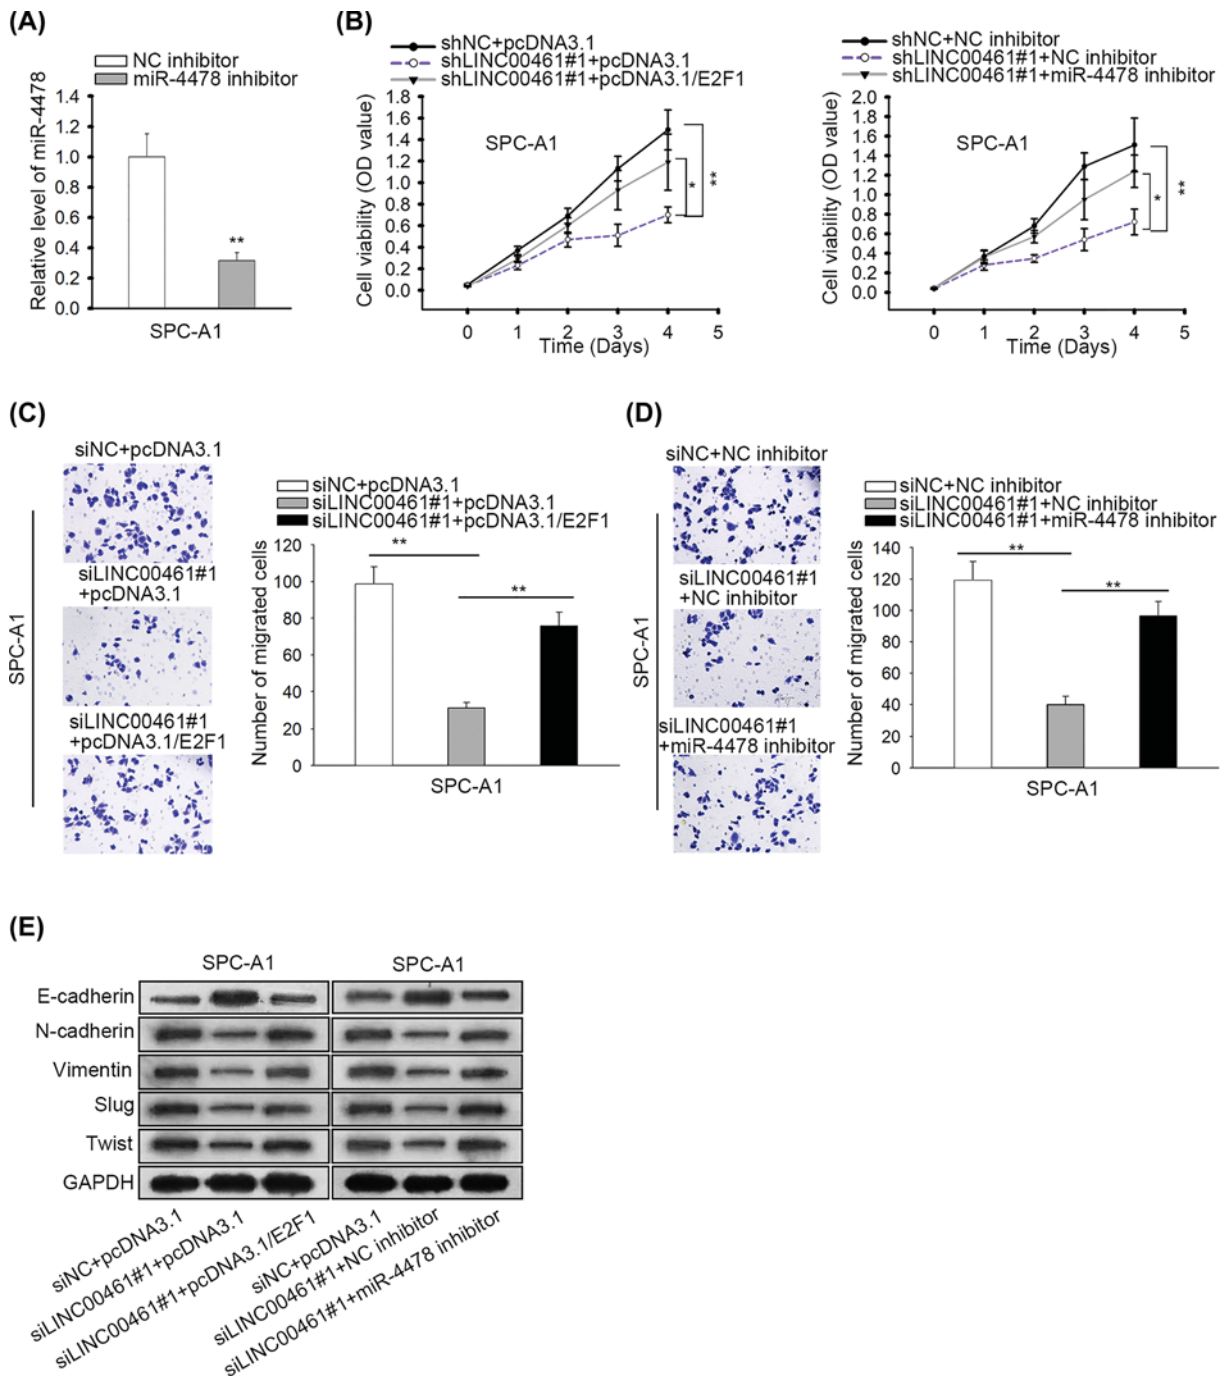 (A)
NC inhibitor
miR-4478 inhibitor
Relative level of miR-4478
1.4
1.2
1.0
0.8
0.6
0.4
0.2
0.0
**
SPC-A1
(B)
shNC+pcDNA3.1
shLINC00461#1+pcDNA3.1
shLINC00461#1+pcDNA3.1/E2F1
Cell viability (OD value)
1.8
1.6
1.4
1.2
1.0
0.8
0.6
0.4
0.2
0.0
SPC-A1
*
**
0 1 2 3 4 5
Time (Days)
shNC+NC inhibitor
shLINC00461#1+NC inhibitor
shLINC00461#1+miR-4478 inhibitor
Cell viability (OD value)
2.0
1.8
1.6
1.4
1.2
1.0
0.8
0.6
0.4
0.2
0.0
SPC-A1
*
**
0 1 2 3 4 5
Time (Days)
(C)
SPC-A1
siNC+pcDNA3.1
siLINC00461#1
+pcDNA3.1
siLINC00461#1
+pcDNA3.1/E2F1
siNC+pcDNA3.1
siLINC00461#1+pcDNA3.1
siLINC00461#1+pcDNA3.1/E2F1
Number of migrated cells
120
100
80
60
40
20
0
**
**
SPC-A1
(D)
SPC-A1
siNC+NC inhibitor
siLINC00461#1
+NC inhibitor
siLINC00461#1
+miR-4478 inhibitor
siNC+NC inhibitor
siLINC00461#1+NC inhibitor
siLINC00461#1+miR-4478 inhibitor
Number of migrated cells
140
120
100
80
60
40
20
0
**
**
SPC-A1
(E)
SPC-A1 SPC-A1
E-cadherin
N-cadherin
Vimentin
Slug
Twist
GAPDH
siNC+pcDNA3.1
siLINC00461#1+pcDNA3.1
siLINC00461#1+pcDNA3.1/E2F1
siNC+pcDNA3.1
siLINC00461#1+NC inhibitor
siLINC00461#1+miR-4478 inhibitor